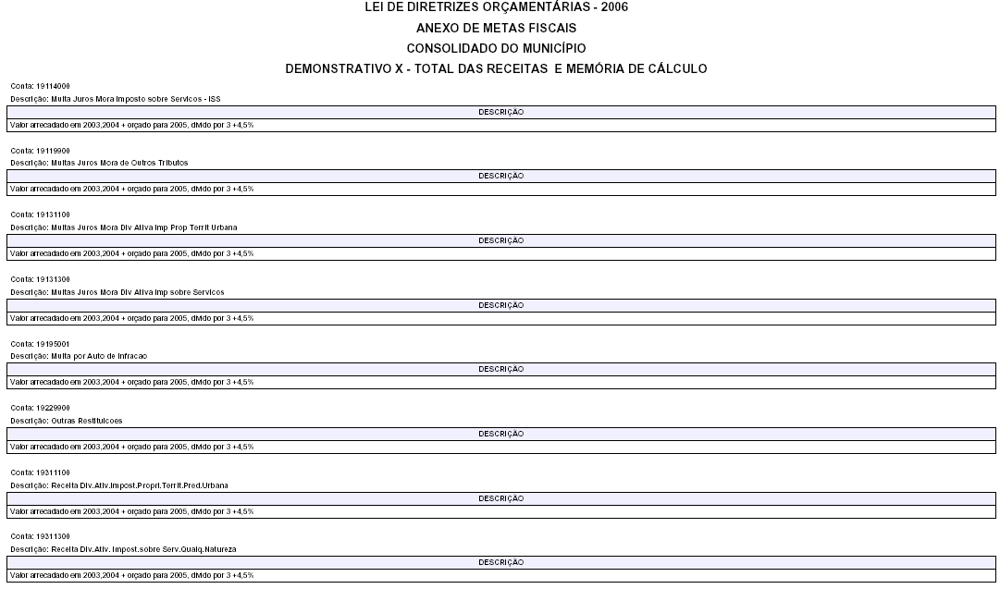 LEI DE DIRETRIZES ORÇAMENTÁRIAS - 2006
ANEXO DE METAS FISCAIS
CONSOLIDADO DO MUNICÍPIO
DEMONSTRATIVO X - TOTAL DAS RECEITAS E MEMÓRIA DE CÁLCULO
Conta: 19114000
Descrição: Multa Juros Mora Imposto sobre Servicos - ISS
DESCRIÇÃO
Valor arrecadado em 2003,2004 + orçado para 2005, divido por 3 +4,5%
Conta: 19119900
Descrição: Multas Juros Mora de Outros Tributos
DESCRIÇÃO
Valor arrecadado em 2003,2004 + orçado para 2005, divido por 3 +4,5%
Conta: 19131100
Descrição: Multas Juros Mora Div Ativa Imp Prop Territ Urbana
DESCRIÇÃO
Valor arrecadado em 2003,2004 + orçado para 2005, divido por 3 +4,5%
Conta: 19131300
Descrição: Multas Juros Mora Div Ativa Imp sobre Servicos
DESCRIÇÃO
Valor arrecadado em 2003,2004 + orçado para 2005, divido por 3 +4,5%
Conta: 19195001
Descrição: Multa por Auto de Infracao
DESCRIÇÃO
Valor arrecadado em 2003,2004 + orçado para 2005, divido por 3 +4,5%
Conta: 19229900
Descrição: Outras Restituicoes
DESCRIÇÃO
Valor arrecadado em 2003,2004 + orçado para 2005, divido por 3 +4,5%
Conta: 19311100
Descrição: Receita Div.Ativ.Impost.Propri.Territ.Pred.Urbana
DESCRIÇÃO
Valor arrecadado em 2003,2004 + orçado para 2005, divido por 3 +4,5%
Conta: 19311300
Descrição: Receita Div.Ativ. Impost.sobre Serv.Qualq.Natureza
DESCRIÇÃO
Valor arrecadado em 2003,2004 + orçado para 2005, divido por 3 +4,5%